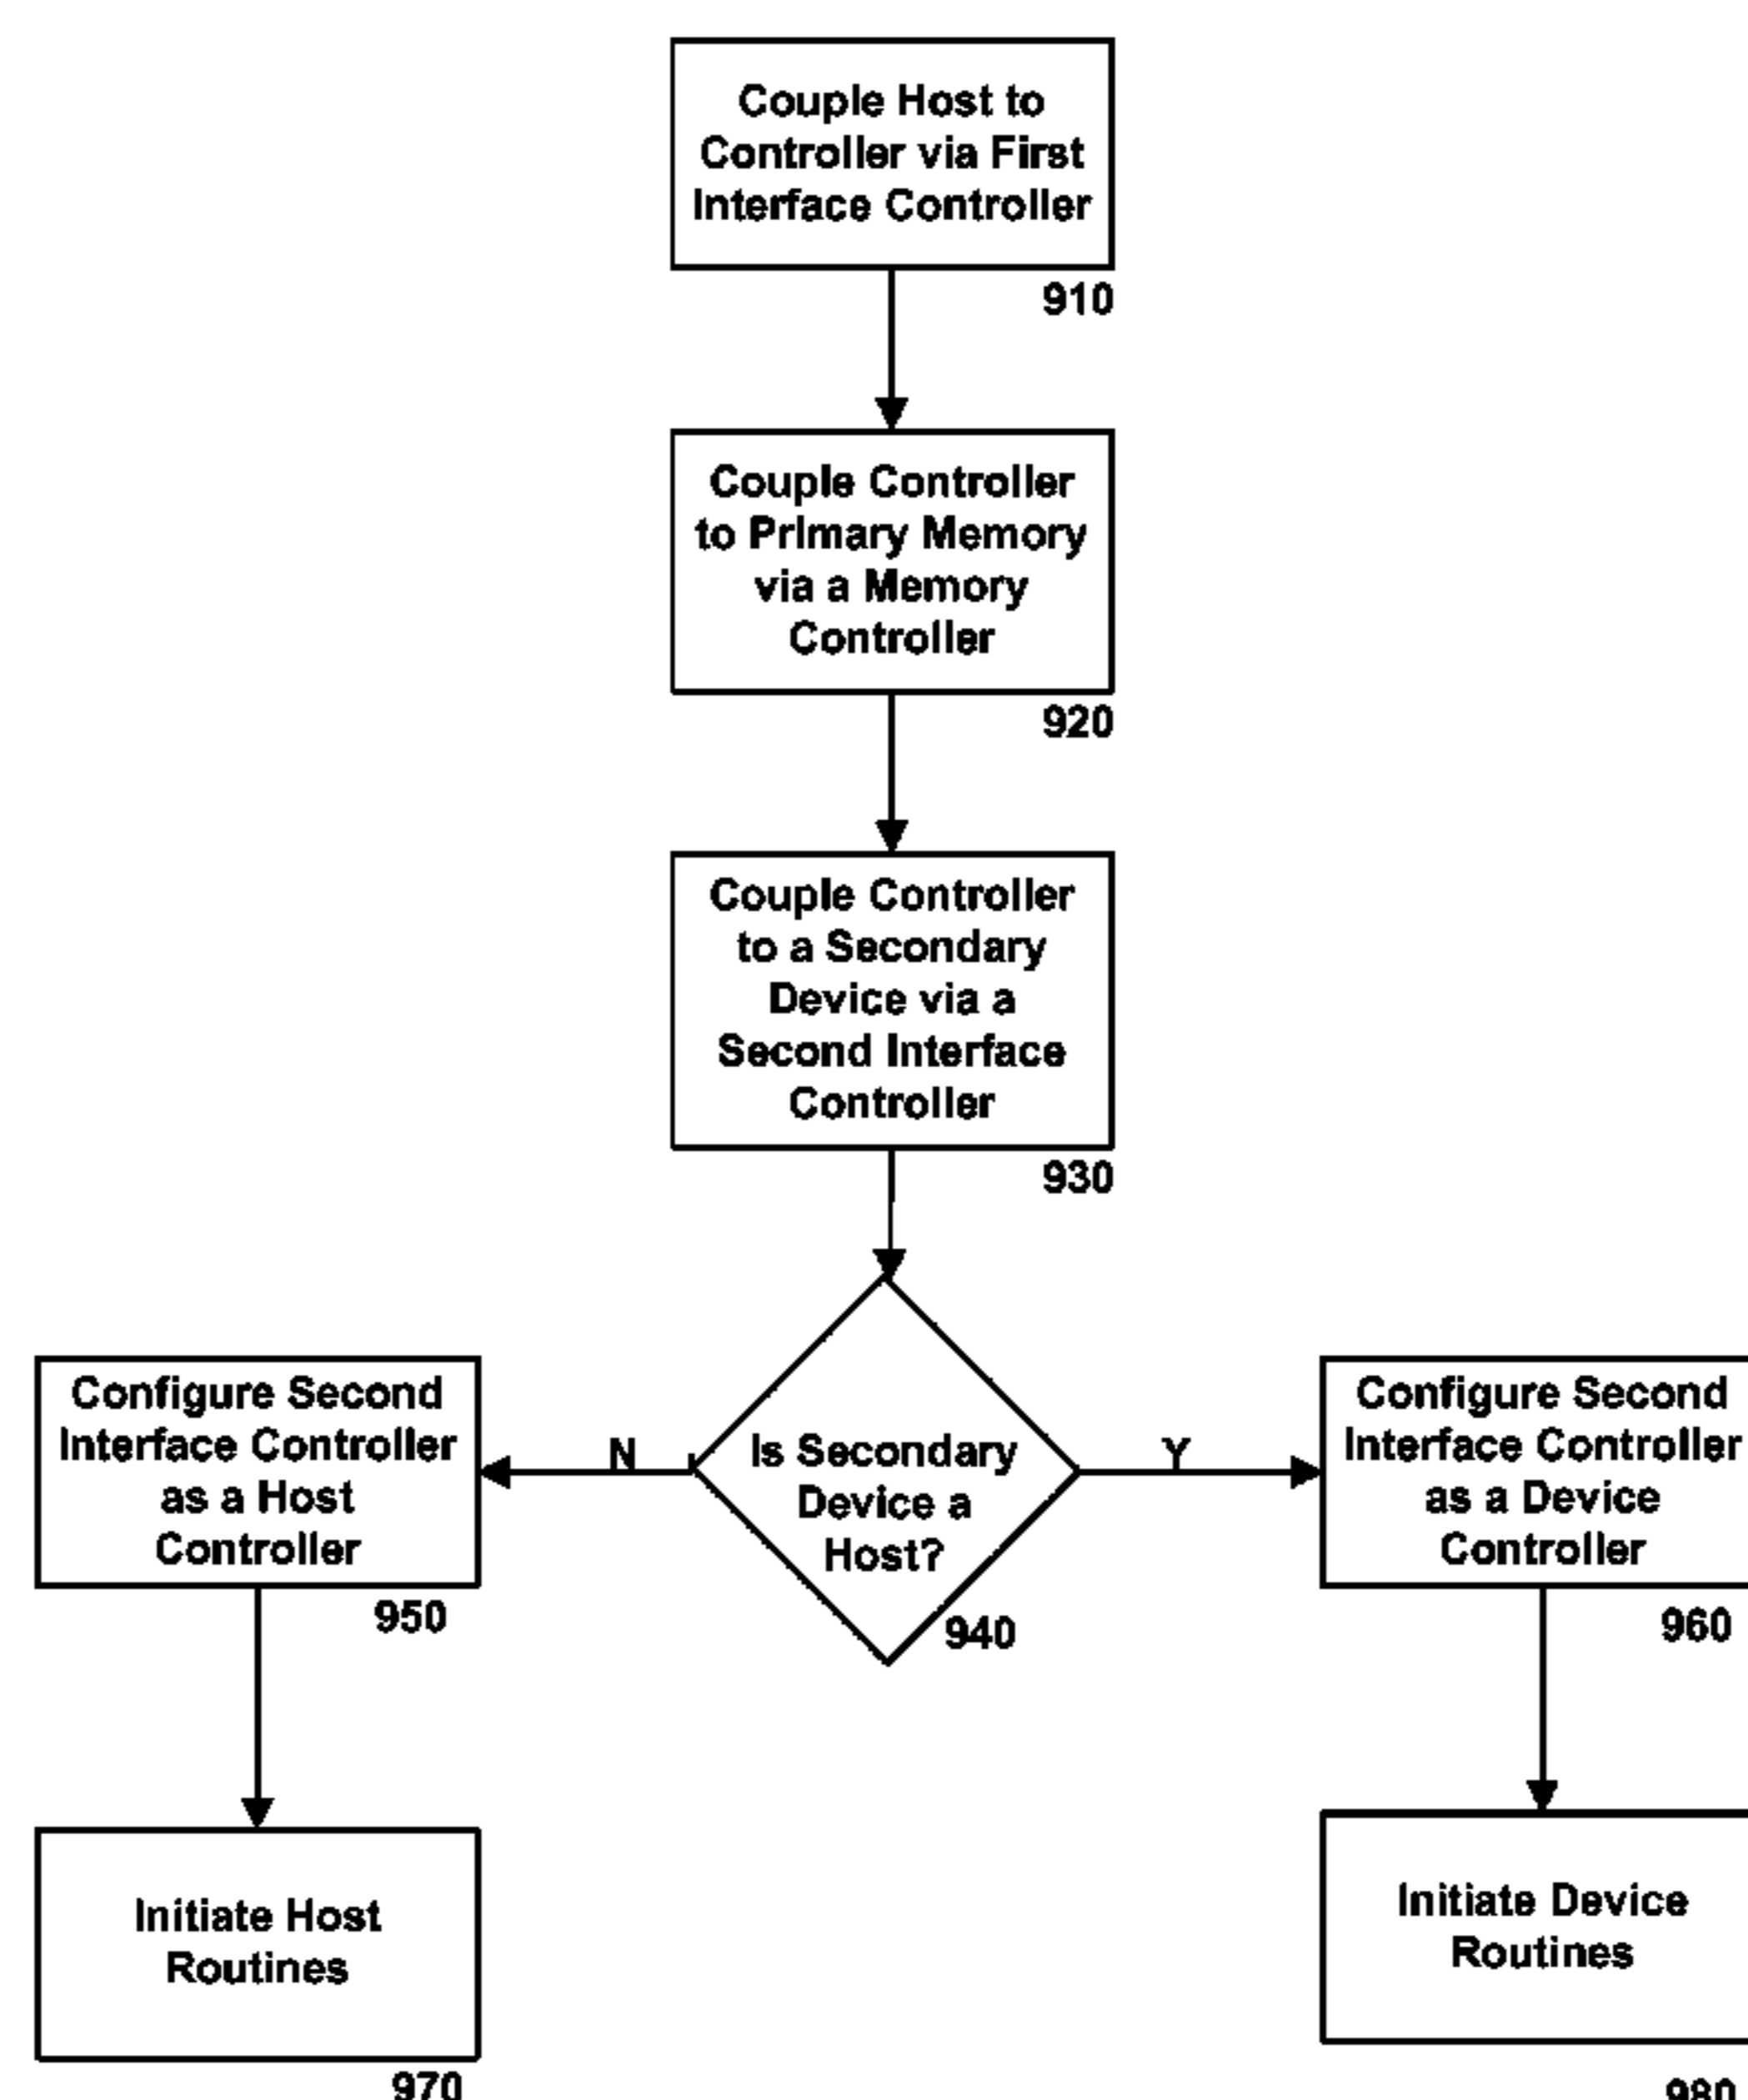 Couple Host to
Controller via First
Interface Controller
910
Couple Controller
to Primary Memory
via a Memory
Controller
920
Couple Controller
to a Secondary
Device via a
Second Interface
Controller
930
Configure Second
Interface Controller
as a Host
Controller
950
N
Is Secondary
Device a
Host?
940
Y
Configure Second
Interface Controller
as a Device
Controller
960
Initiate Host
Routines
970
Initiate Device
Routines
980